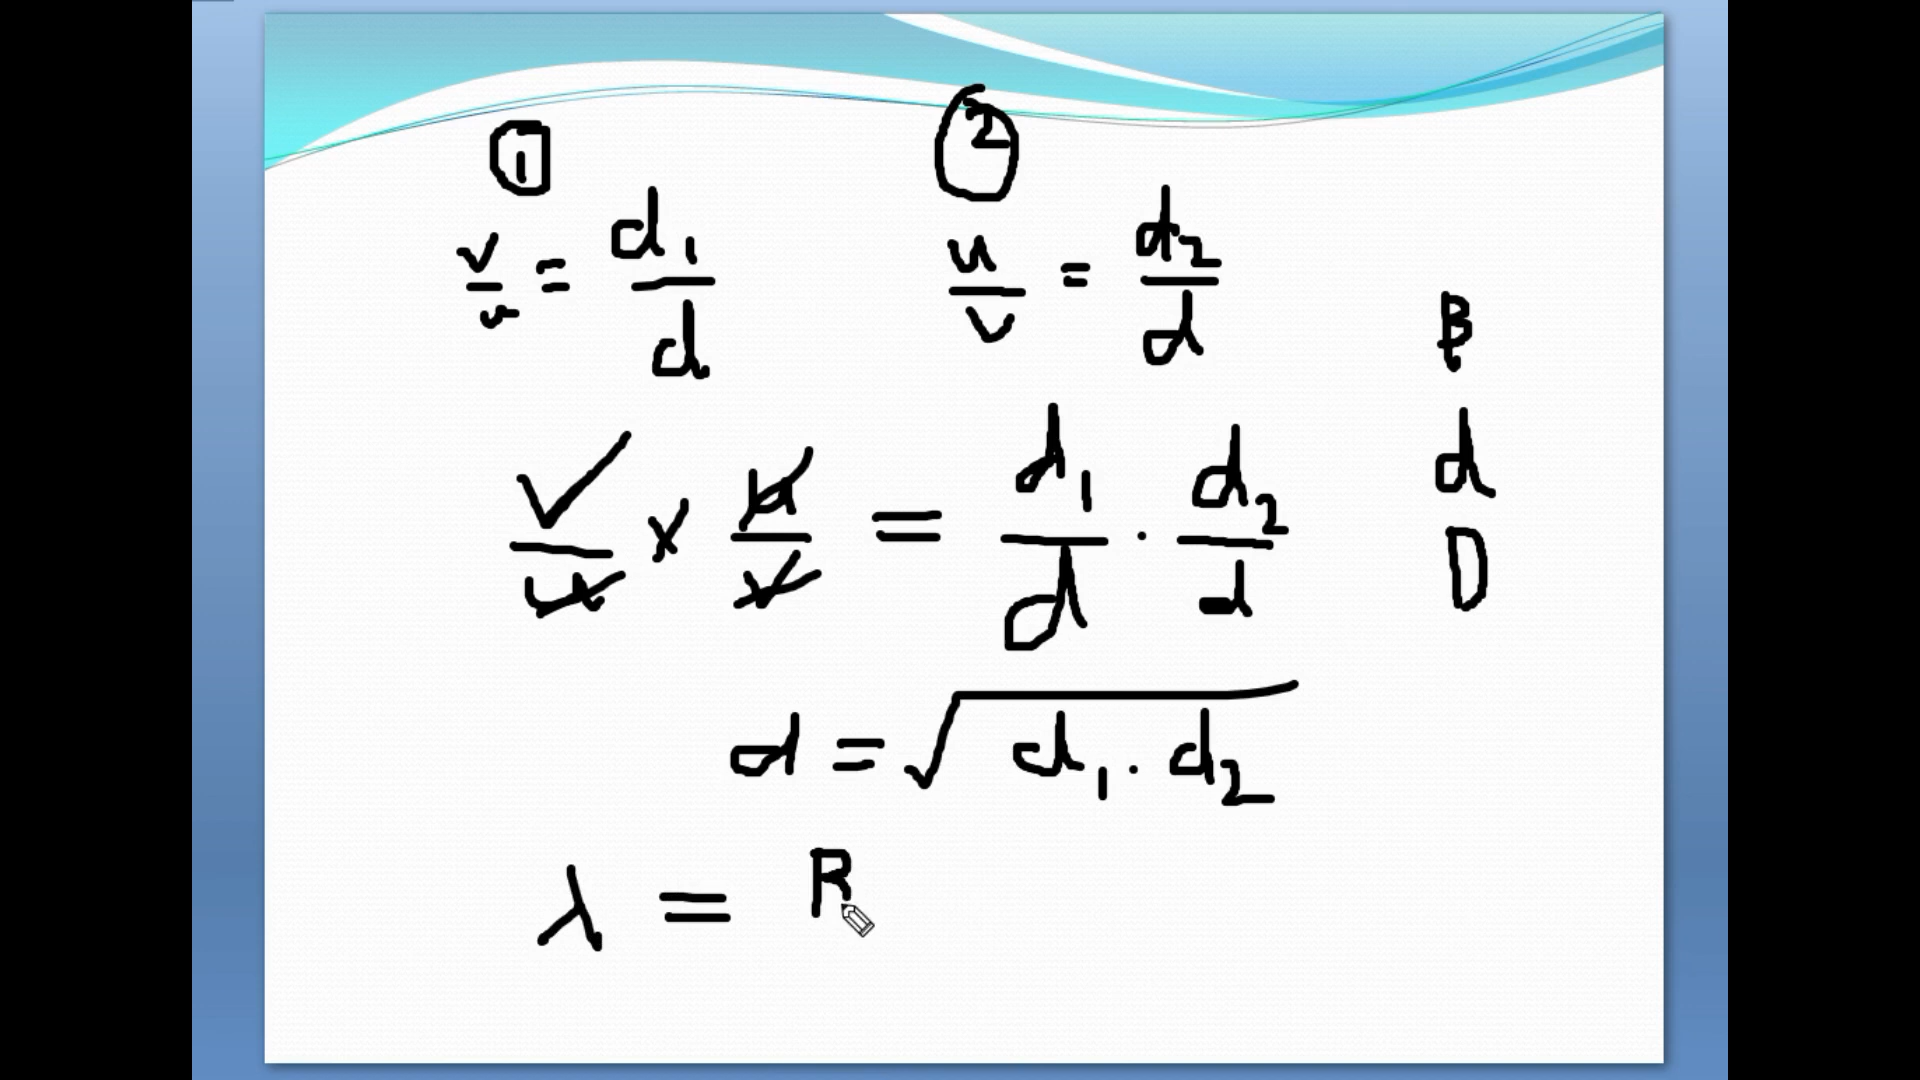 ① ②
v/u = d₁/d u/v = d₂/d
β
v/u × u/v = d₁/d · d₂/d
d
D
d = √d₁·d₂
λ = R